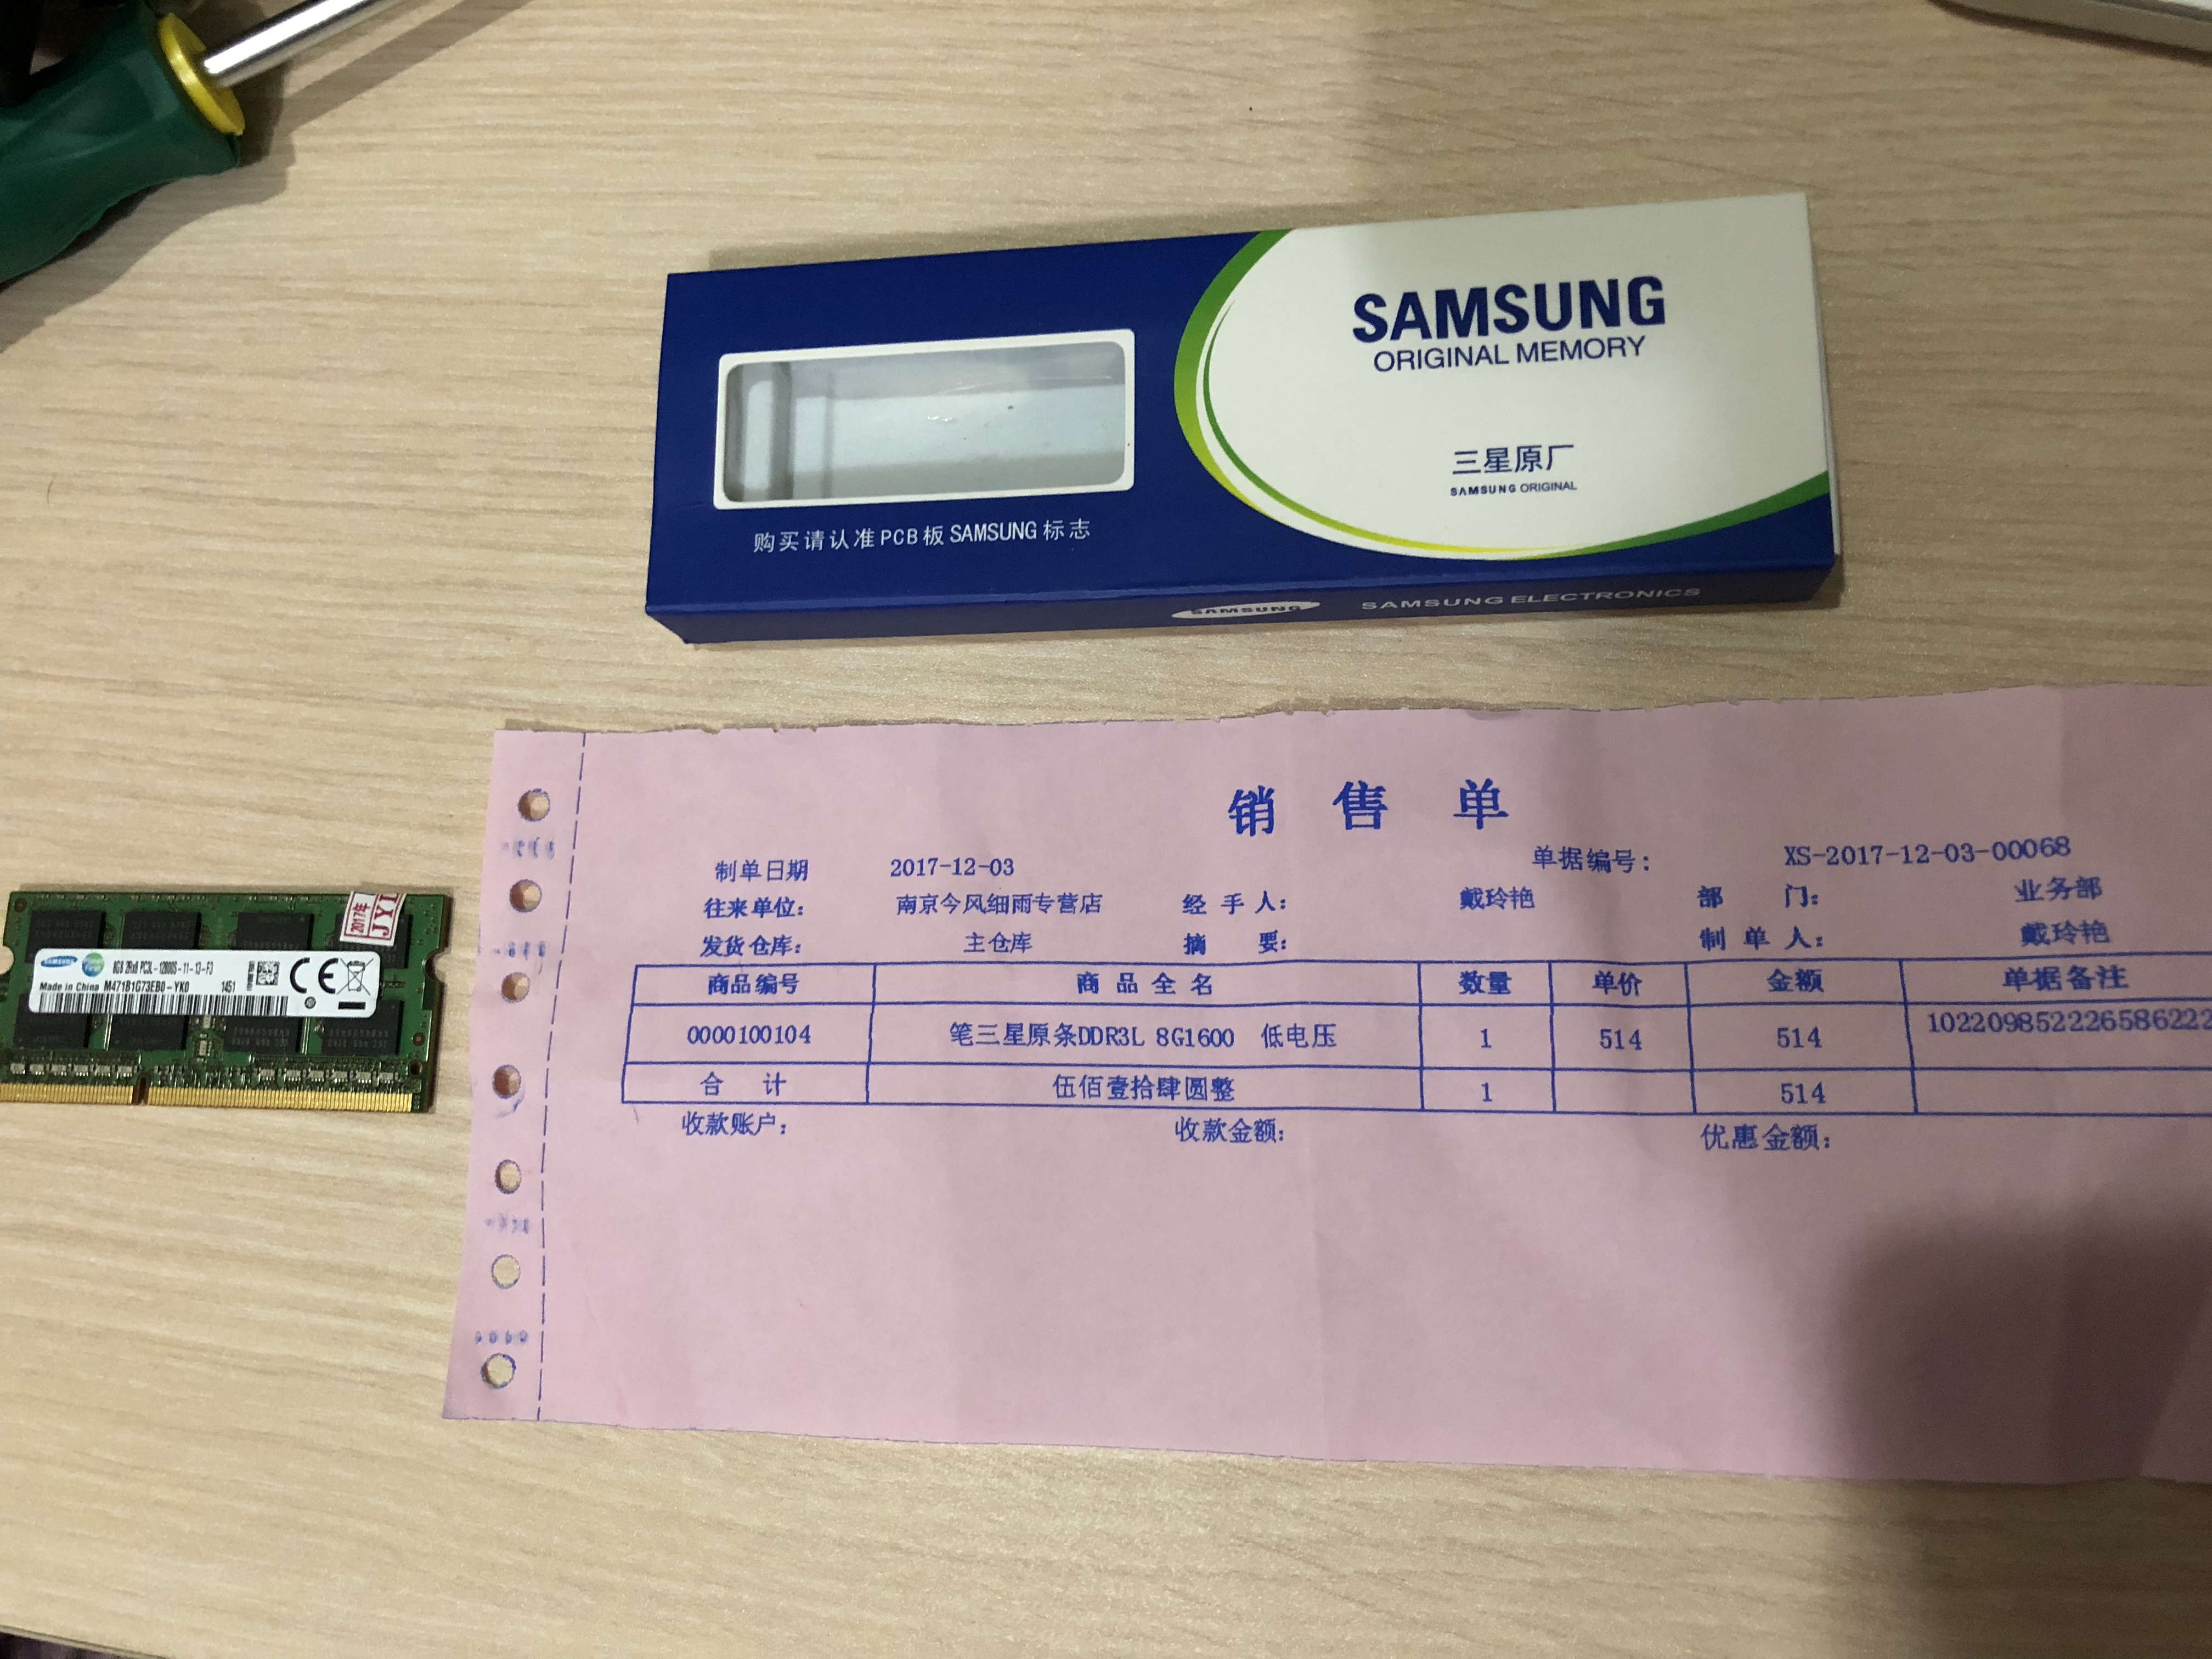 SAMSUNG
ORIGINAL MEMORY
三星原厂
SAMSUNG ORIGINAL
购买请认准PCB板SAMSUNG标志
SAMSUNG SAMSUNG ELECTRONICS
销 售 单
制单日期 2017-12-03 单据编号: XS-2017-12-03-00068
往来单位: 南京今风细雨专营店 经 手 人: 戴玲艳 部 门: 业务部
发货仓库: 主仓库 摘 要: 制 单 人: 戴玲艳
商品编号 商 品 全 名 数量 单价 金额 单据备注
0000100104 笔三星原条DDR3L 8G1600 低电压 1 514 514 102209852226586222
合 计 伍佰壹拾肆圆整 1 514
收款账户: 收款金额: 优惠金额:
2017年
JYL
SAMSUNG 8GB 2Rx8 PC3L-12800S-11-13-F3
Made in China M471B1G73EB0-YK0 1451
CE